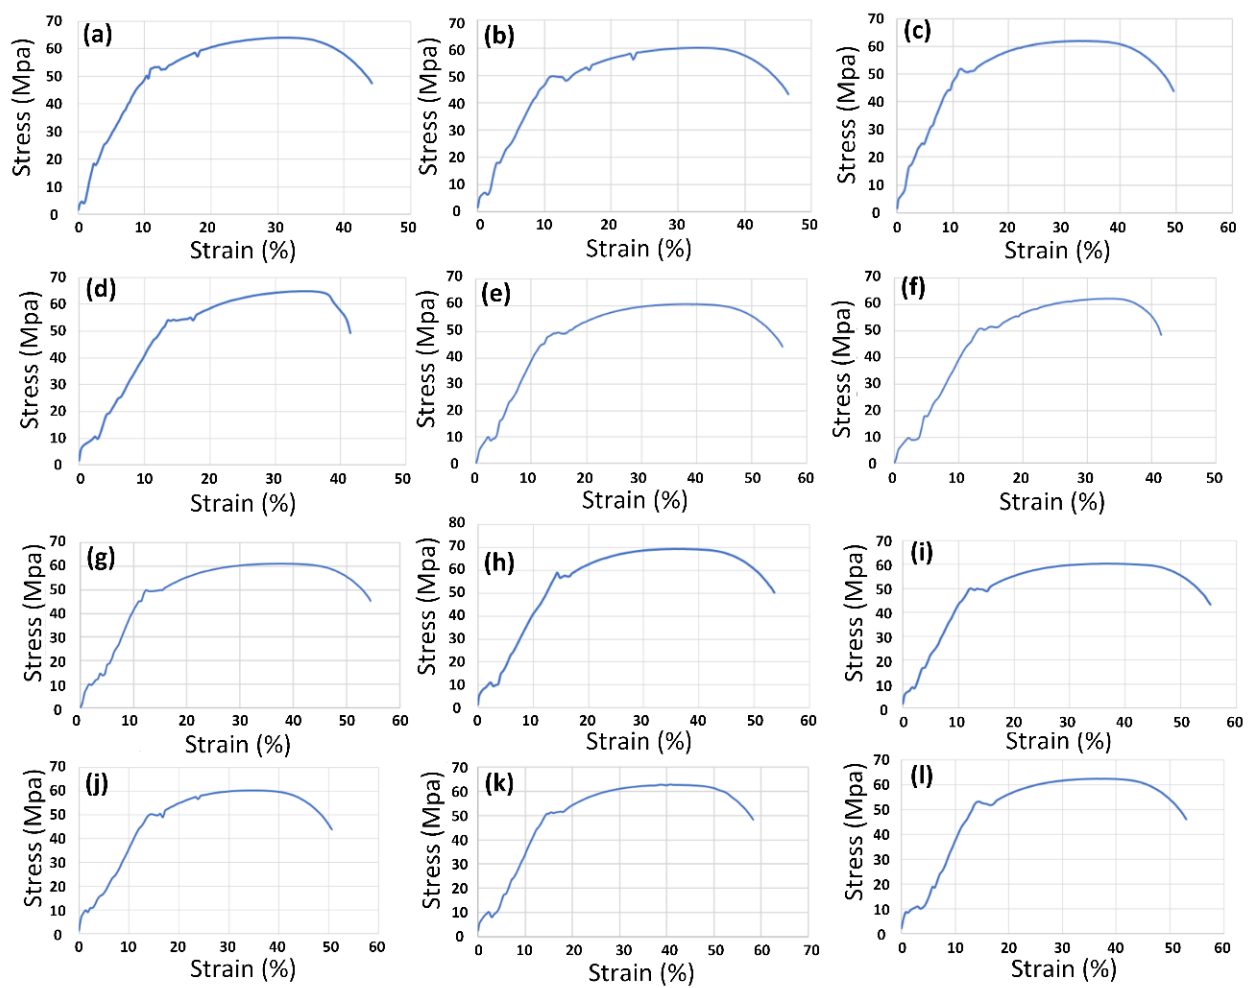 (a)
Stress (Mpa)
70
60
50
40
30
20
10
0
0 10 20 30 40 50
Strain (%)
(b)
Stress (Mpa)
70
60
50
40
30
20
10
0
0 10 20 30 40 50
Strain (%)
(c)
Stress (Mpa)
70
60
50
40
30
20
10
0
0 10 20 30 40 50 60
Strain (%)
(d)
Stress (Mpa)
70
60
50
40
30
20
10
0
0 10 20 30 40 50
Strain (%)
(e)
Stress (Mpa)
70
60
50
40
30
20
10
0
0 10 20 30 40 50 60
Strain (%)
(f)
Stress (Mpa)
70
60
50
40
30
20
10
0
0 10 20 30 40 50
Strain (%)
(g)
Stress (Mpa)
70
60
50
40
30
20
10
0
0 10 20 30 40 50 60
Strain (%)
(h)
Stress (Mpa)
80
70
60
50
40
30
20
10
0
0 10 20 30 40 50 60
Strain (%)
(i)
Stress (Mpa)
70
60
50
40
30
20
10
0
0 10 20 30 40 50 60
Strain (%)
(j)
Stress (Mpa)
70
60
50
40
30
20
10
0
0 10 20 30 40 50 60
Strain (%)
(k)
Stress (Mpa)
70
60
50
40
30
20
10
0
0 10 20 30 40 50 60 70
Strain (%)
(l)
Stress (Mpa)
70
60
50
40
30
20
10
0
0 10 20 30 40 50 60
Strain (%)